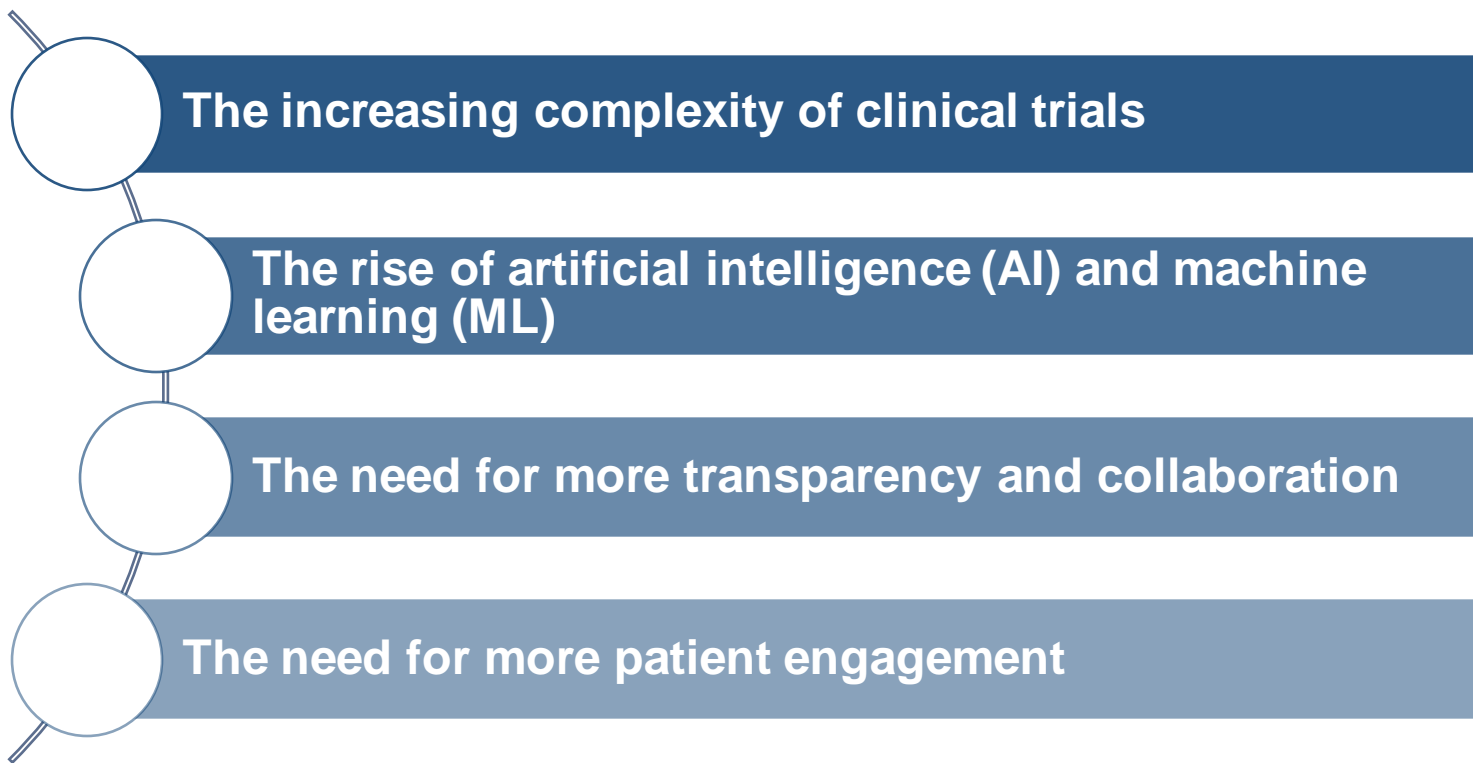 The increasing complexity of clinical trials
The rise of artificial intelligence (AI) and machine
learning (ML)
The need for more transparency and collaboration
The need for more patient engagement